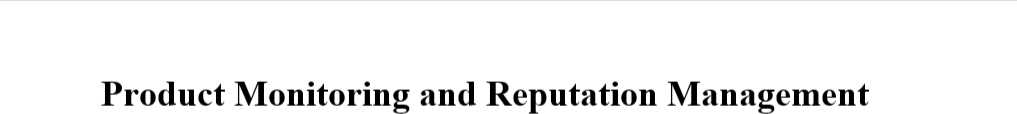 Product Monitoring and Reputation Management